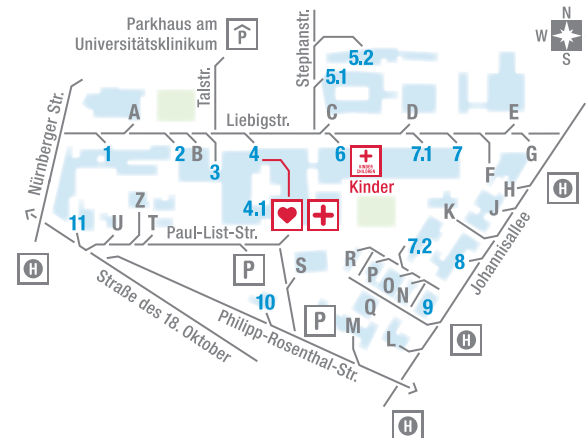 Parkhaus am
Universitätsklinikum
P
N
W
S
Stephanstr.
5.2
5.1
Talstr.
Nürnberger Str.
A
Liebigstr.
C
D
E
1
2
B
3
4
6
KINDER
CHILDREN
Kinder
7.1
7
F
G
H
J
K
4.1
Z
11
U
T
Paul-List-Str.
H
P
S
R
P
O
N
7.2
8
9
Johannisallee
Straße des 18. Oktober
10
Philipp-Rosenthal-Str.
P
Q
M
L
H
H